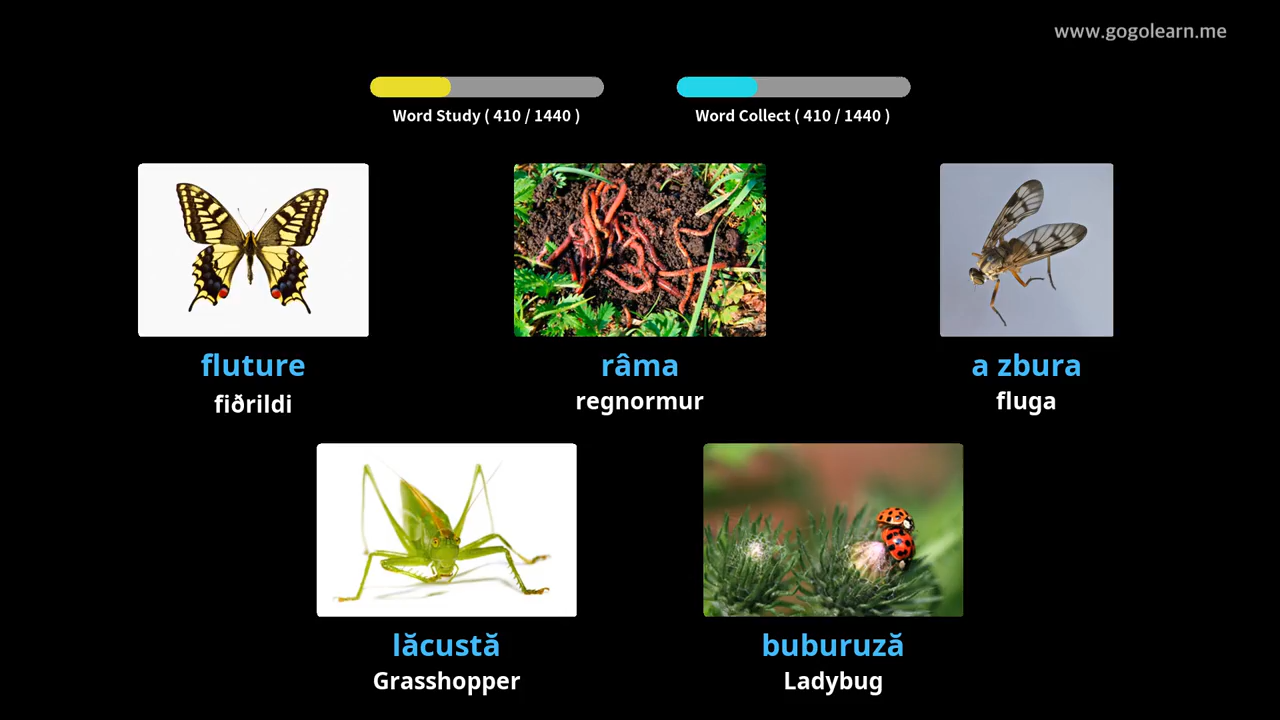 www.gogolearn.me
Word Study ( 410 / 1440 )
Word Collect ( 410 / 1440 )
fluture
râma
a zbura
fiðrildi
regnormur
fluga
lăcustă
buburuză
Grasshopper
Ladybug